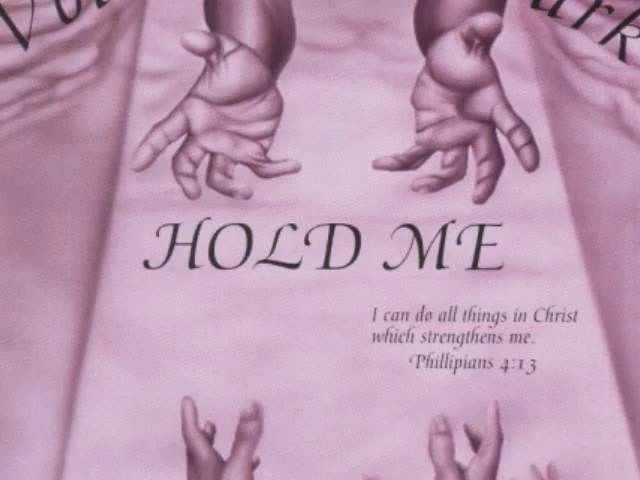 HOLD ME
I can do all things in Christ
which strengthens me.
Phillipians 4:13